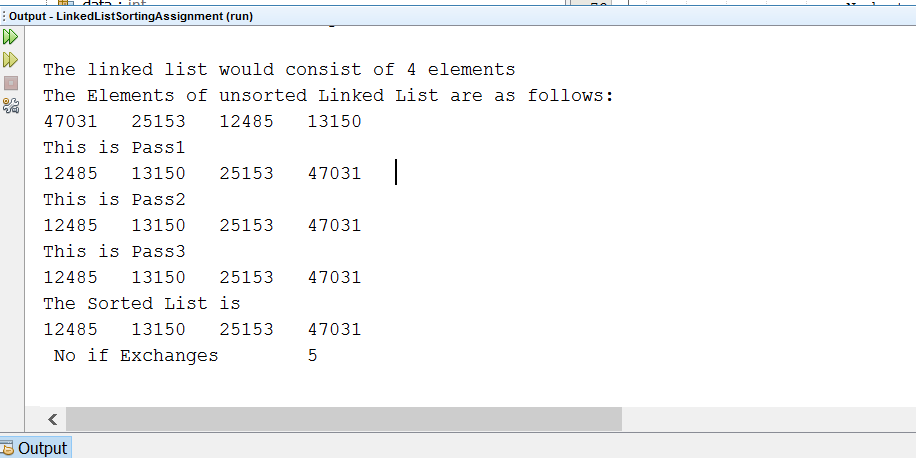 Output - LinkedListSortingAssignment (run)
The linked list would consist of 4 elements
The Elements of unsorted Linked List are as follows:
47031 25153 12485 13150
This is Pass1
12485 13150 25153 47031
This is Pass2
12485 13150 25153 47031
This is Pass3
12485 13150 25153 47031
The Sorted List is
12485 13150 25153 47031
No if Exchanges 5
Output